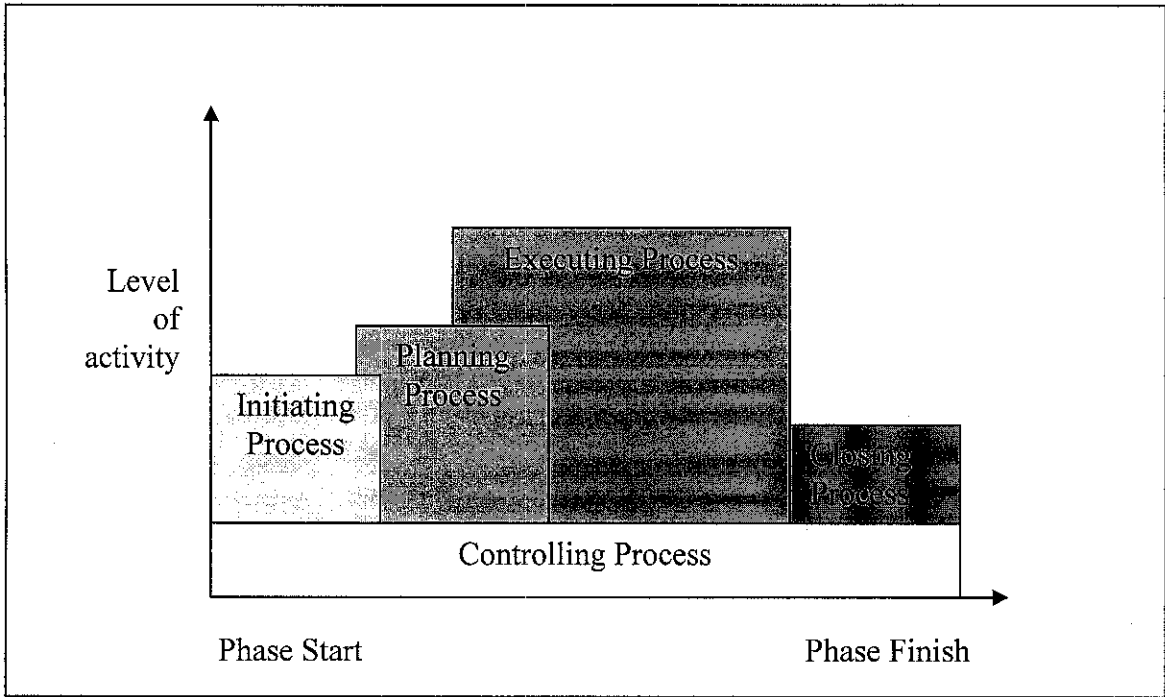 Level
of
activity
Executing Process
Planning
Process
Initiating
Process
Closing
Process
Controlling Process
Phase Start
Phase Finish